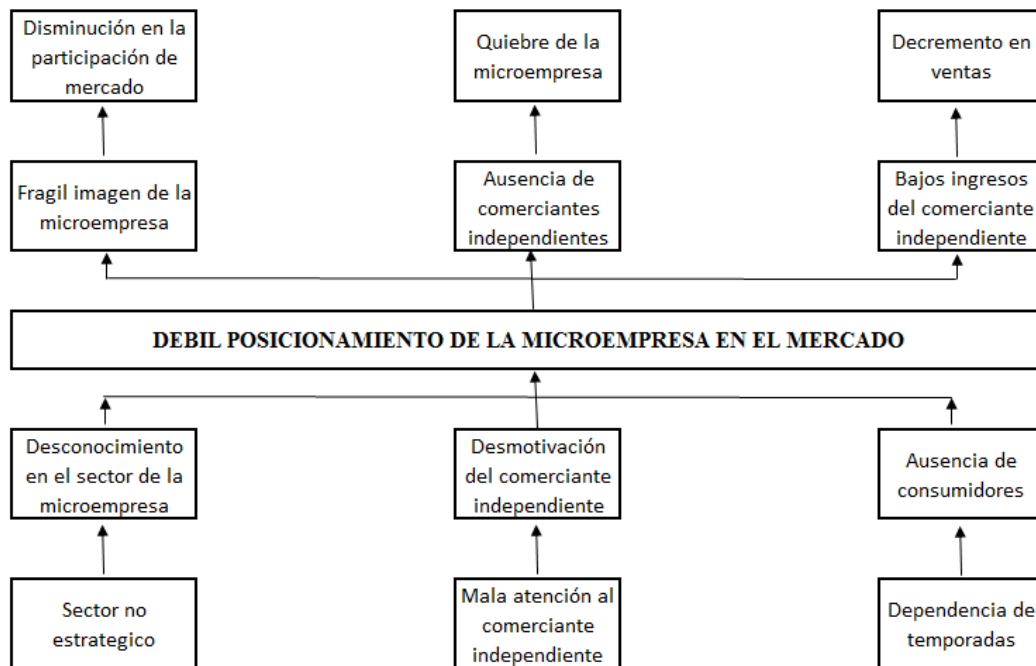 Disminución en la
participación de
mercado
Quiebre de la
microempresa
Decremento en
ventas
Fragil imagen de la
microempresa
Ausencia de
comerciantes
independientes
Bajos ingresos
del comerciante
independiente
DEBIL POSICIONAMIENTO DE LA MICROEMPRESA EN EL MERCADO
Desconocimiento
en el sector de la
microempresa
Desmotivación
del comerciante
independiente
Ausencia de
consumidores
Sector no
estrategico
Mala atención al
comerciante
independiente
Dependencia de
temporadas